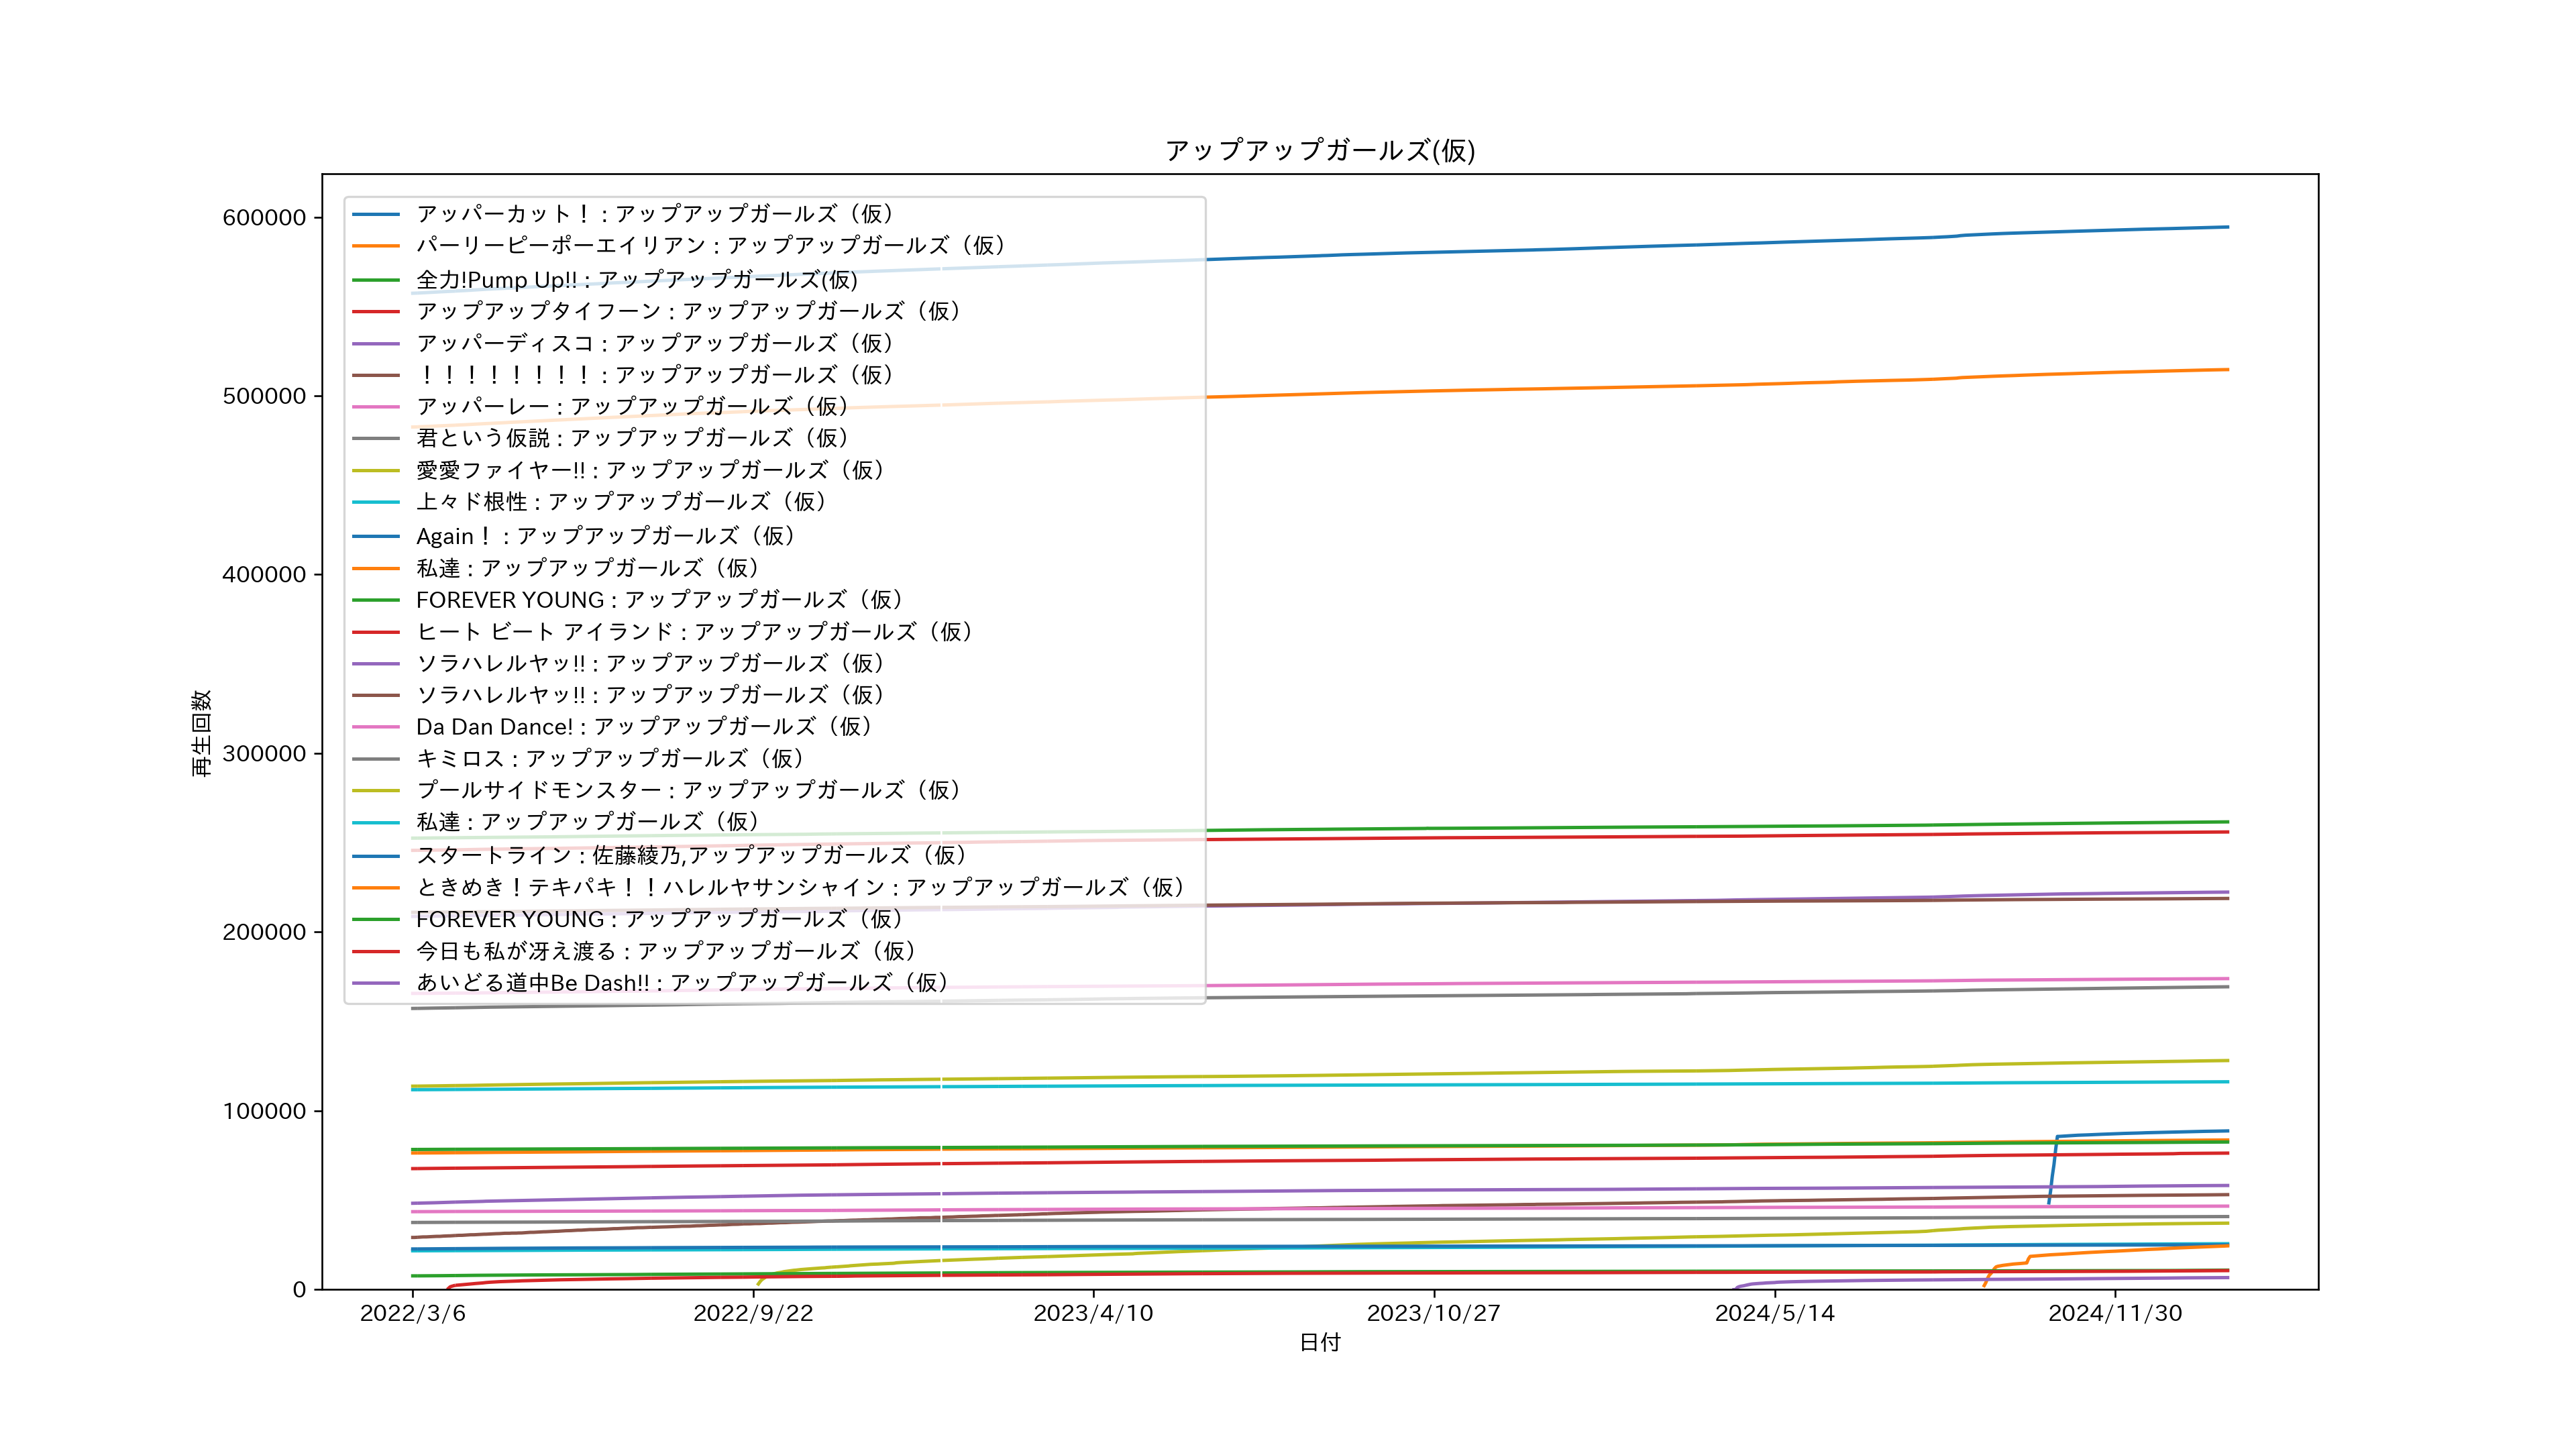 アップアップガールズ(仮)
600000
500000
400000
300000
200000
100000
0
再生回数
アッパーカット！ : アップアップガールズ（仮）
パーリーピーポーエイリアン : アップアップガールズ（仮）
全力!Pump Up!! : アップアップガールズ(仮)
アップアップタイフーン : アップアップガールズ（仮）
アッパーディスコ : アップアップガールズ（仮）
！！！！！！！！ : アップアップガールズ（仮）
アッパーレー : アップアップガールズ（仮）
君という仮説 : アップアップガールズ（仮）
愛愛ファイヤー!! : アップアップガールズ（仮）
上々ド根性 : アップアップガールズ（仮）
Again！ : アップアップガールズ（仮）
私達 : アップアップガールズ（仮）
FOREVER YOUNG : アップアップガールズ（仮）
ヒート ビート アイランド : アップアップガールズ（仮）
ソラハレルヤッ!! : アップアップガールズ（仮）
ソラハレルヤッ!! : アップアップガールズ（仮）
Da Dan Dance! : アップアップガールズ（仮）
キミロス : アップアップガールズ（仮）
プールサイドモンスター : アップアップガールズ（仮）
私達 : アップアップガールズ（仮）
スタートライン : 佐藤綾乃,アップアップガールズ（仮）
ときめき！テキパキ！！ハレルヤサンシャイン : アップアップガールズ（仮）
FOREVER YOUNG : アップアップガールズ（仮）
今日も私が冴え渡る : アップアップガールズ（仮）
あいどる道中Be Dash!! : アップアップガールズ（仮）
2022/3/6
2022/9/22
2023/4/10
2023/10/27
2024/5/14
2024/11/30
日付